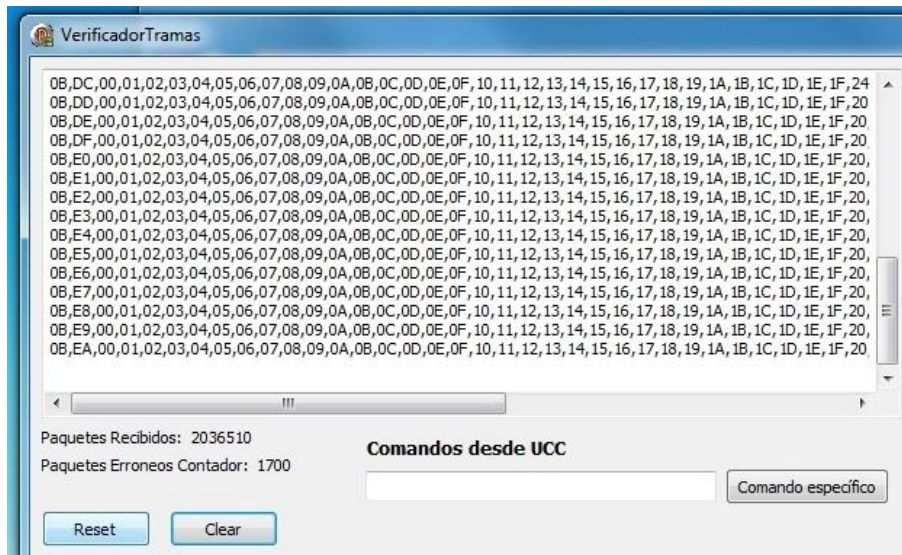 VerificadorTramas
0B,DC,00,01,02,03,04,05,06,07,08,09,0A,0B,0C,0D,0E,0F,10,11,12,13,14,15,16,17,18,19,1A,1B,1C,1D,1E,1F,24
0B,DD,00,01,02,03,04,05,06,07,08,09,0A,0B,0C,0D,0E,0F,10,11,12,13,14,15,16,17,18,19,1A,1B,1C,1D,1E,1F,20
0B,DE,00,01,02,03,04,05,06,07,08,09,0A,0B,0C,0D,0E,0F,10,11,12,13,14,15,16,17,18,19,1A,1B,1C,1D,1E,1F,20,
0B,DF,00,01,02,03,04,05,06,07,08,09,0A,0B,0C,0D,0E,0F,10,11,12,13,14,15,16,17,18,19,1A,1B,1C,1D,1E,1F,20,
0B,E0,00,01,02,03,04,05,06,07,08,09,0A,0B,0C,0D,0E,0F,10,11,12,13,14,15,16,17,18,19,1A,1B,1C,1D,1E,1F,20,
0B,E1,00,01,02,03,04,05,06,07,08,09,0A,0B,0C,0D,0E,0F,10,11,12,13,14,15,16,17,18,19,1A,1B,1C,1D,1E,1F,20,
0B,E2,00,01,02,03,04,05,06,07,08,09,0A,0B,0C,0D,0E,0F,10,11,12,13,14,15,16,17,18,19,1A,1B,1C,1D,1E,1F,20,
0B,E3,00,01,02,03,04,05,06,07,08,09,0A,0B,0C,0D,0E,0F,10,11,12,13,14,15,16,17,18,19,1A,1B,1C,1D,1E,1F,20,
0B,E4,00,01,02,03,04,05,06,07,08,09,0A,0B,0C,0D,0E,0F,10,11,12,13,14,15,16,17,18,19,1A,1B,1C,1D,1E,1F,20,
0B,E5,00,01,02,03,04,05,06,07,08,09,0A,0B,0C,0D,0E,0F,10,11,12,13,14,15,16,17,18,19,1A,1B,1C,1D,1E,1F,20,
0B,E6,00,01,02,03,04,05,06,07,08,09,0A,0B,0C,0D,0E,0F,10,11,12,13,14,15,16,17,18,19,1A,1B,1C,1D,1E,1F,20,
0B,E7,00,01,02,03,04,05,06,07,08,09,0A,0B,0C,0D,0E,0F,10,11,12,13,14,15,16,17,18,19,1A,1B,1C,1D,1E,1F,20,
0B,E8,00,01,02,03,04,05,06,07,08,09,0A,0B,0C,0D,0E,0F,10,11,12,13,14,15,16,17,18,19,1A,1B,1C,1D,1E,1F,20,
0B,E9,00,01,02,03,04,05,06,07,08,09,0A,0B,0C,0D,0E,0F,10,11,12,13,14,15,16,17,18,19,1A,1B,1C,1D,1E,1F,20,
0B,EA,00,01,02,03,04,05,06,07,08,09,0A,0B,0C,0D,0E,0F,10,11,12,13,14,15,16,17,18,19,1A,1B,1C,1D,1E,1F,20,
Paquetes Recibidos: 2036510
Paquetes Erroneos Contador: 1700
Comandos desde UCC
Comando específico
Reset
Clear